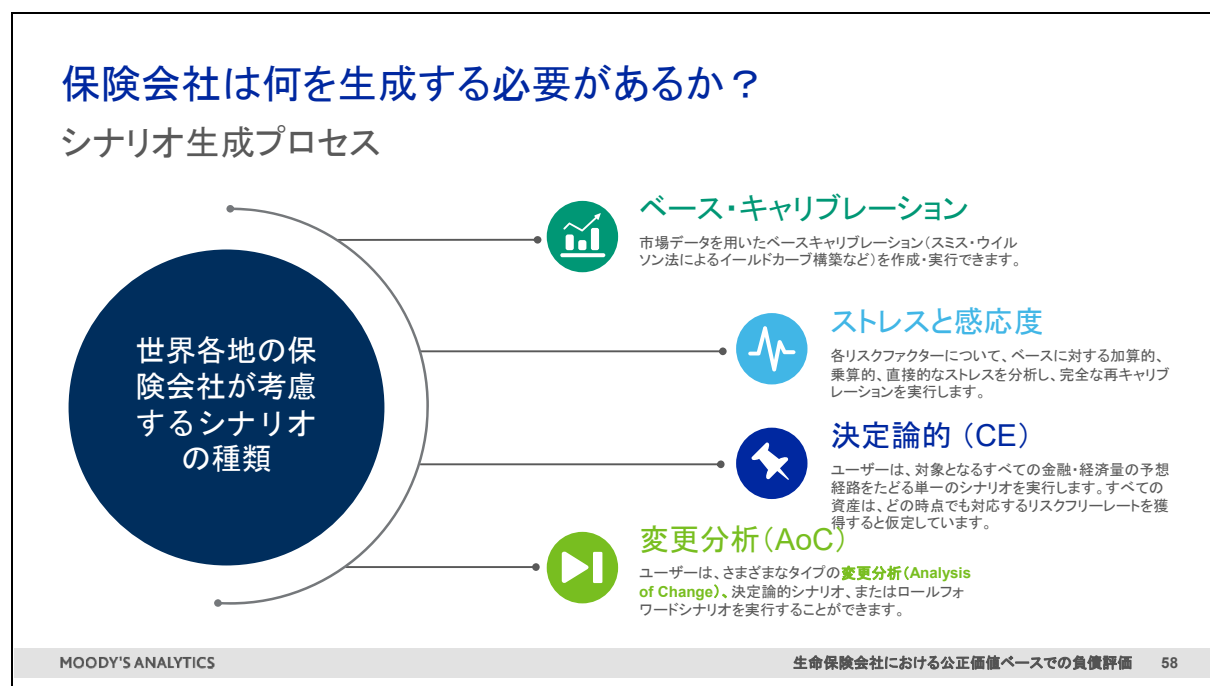 保険会社は何を生成する必要があるか？
シナリオ生成プロセス
世界各地の保
険会社が考慮
するシナリオ
の種類
ベース・キャリブレーション
市場データを用いたベースキャリブレーション（スミス・ウイル
ソン法によるイールドカーブ構築など）を作成・実行できます。
ストレスと感応度
各リスクファクターについて、ベースに対する加算的、
乗算的、直接的なストレスを分析し、完全な再キャリブ
レーションを実行します。
決定論的（CE）
ユーザーは、対象となるすべての金融・経済量の予想
経路をたどる単一のシナリオを実行します。すべての
資産は、どの時点でも対応するリスクフリーレートを獲
得すると仮定しています。
変更分析（AoC）
ユーザーは、さまざまなタイプの変更分析（Analysis
of Change）、決定論的シナリオ、またはロールフォ
ワードシナリオを実行することができます。
MOODY'S ANALYTICS
生命保険会社における公正価値ベースでの負債評価 58